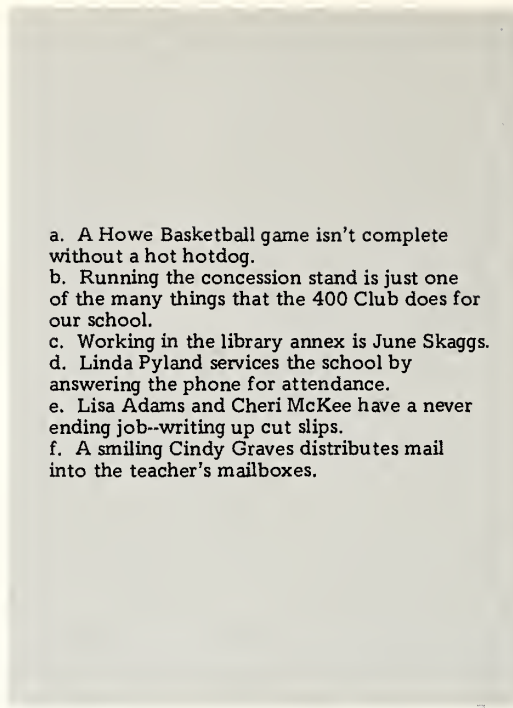 a. A Howe Basketball game isn't complete
without a hot hotdog.
b. Running the concession stand is just one
of the many things that the 400 Club does for
our school.
c. Working in the library annex is June Skaggs.
d. Linda Pyland services the school by
answering the phone for attendance.
e. Lisa Adams and Cheri McKee have a never
ending job--writing up cut slips.
f. A smiling Cindy Graves distributes mail
into the teacher's mailboxes.